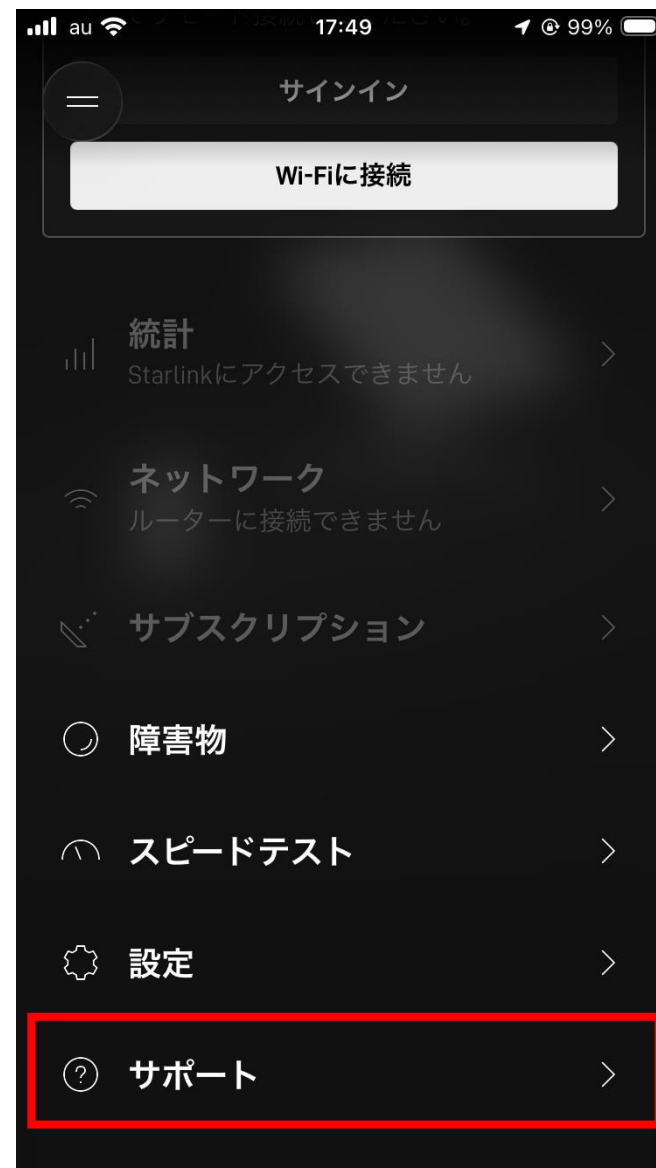 au 17:49 99%
サインイン
Wi-Fiに接続
統計
Starlinkにアクセスできません
ネットワーク
ルーターに接続できません
サブスクリプション
障害物
スピードテスト
設定
サポート